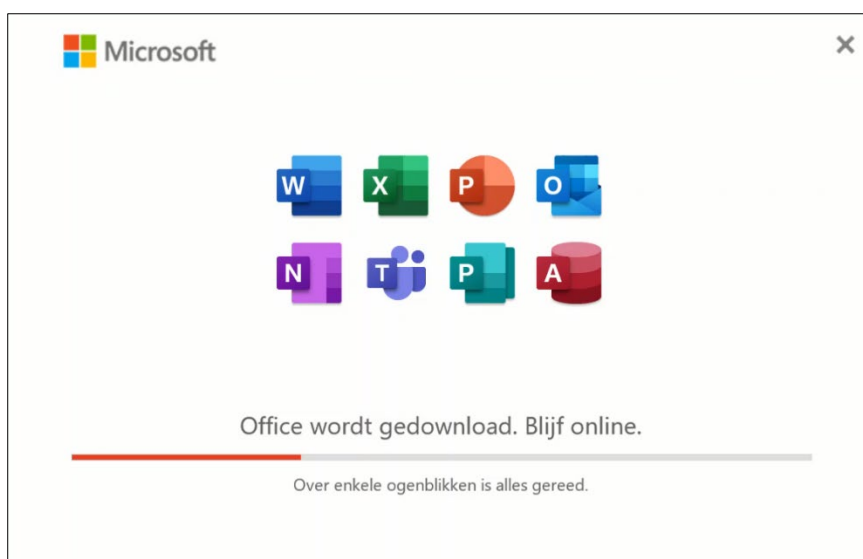 Microsoft
W X P O
N T P A
Office wordt gedownload. Blijf online.
Over enkele ogenblikken is alles gereed.